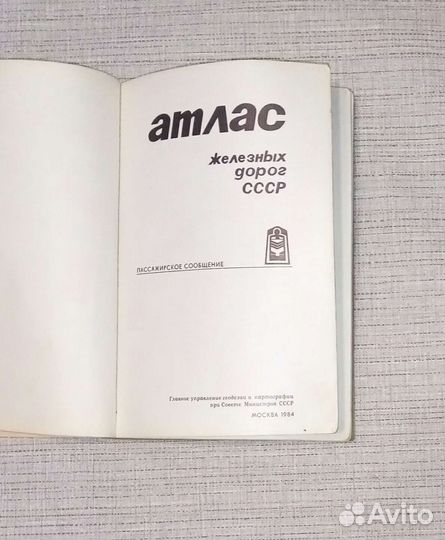 атлас
железных
дорог
СССР
ПАССАЖИРСКОЕ СООБЩЕНИЕ
Главное управление геодезии и картографии
при Совете Министров СССР
МОСКВА 1984
Avito